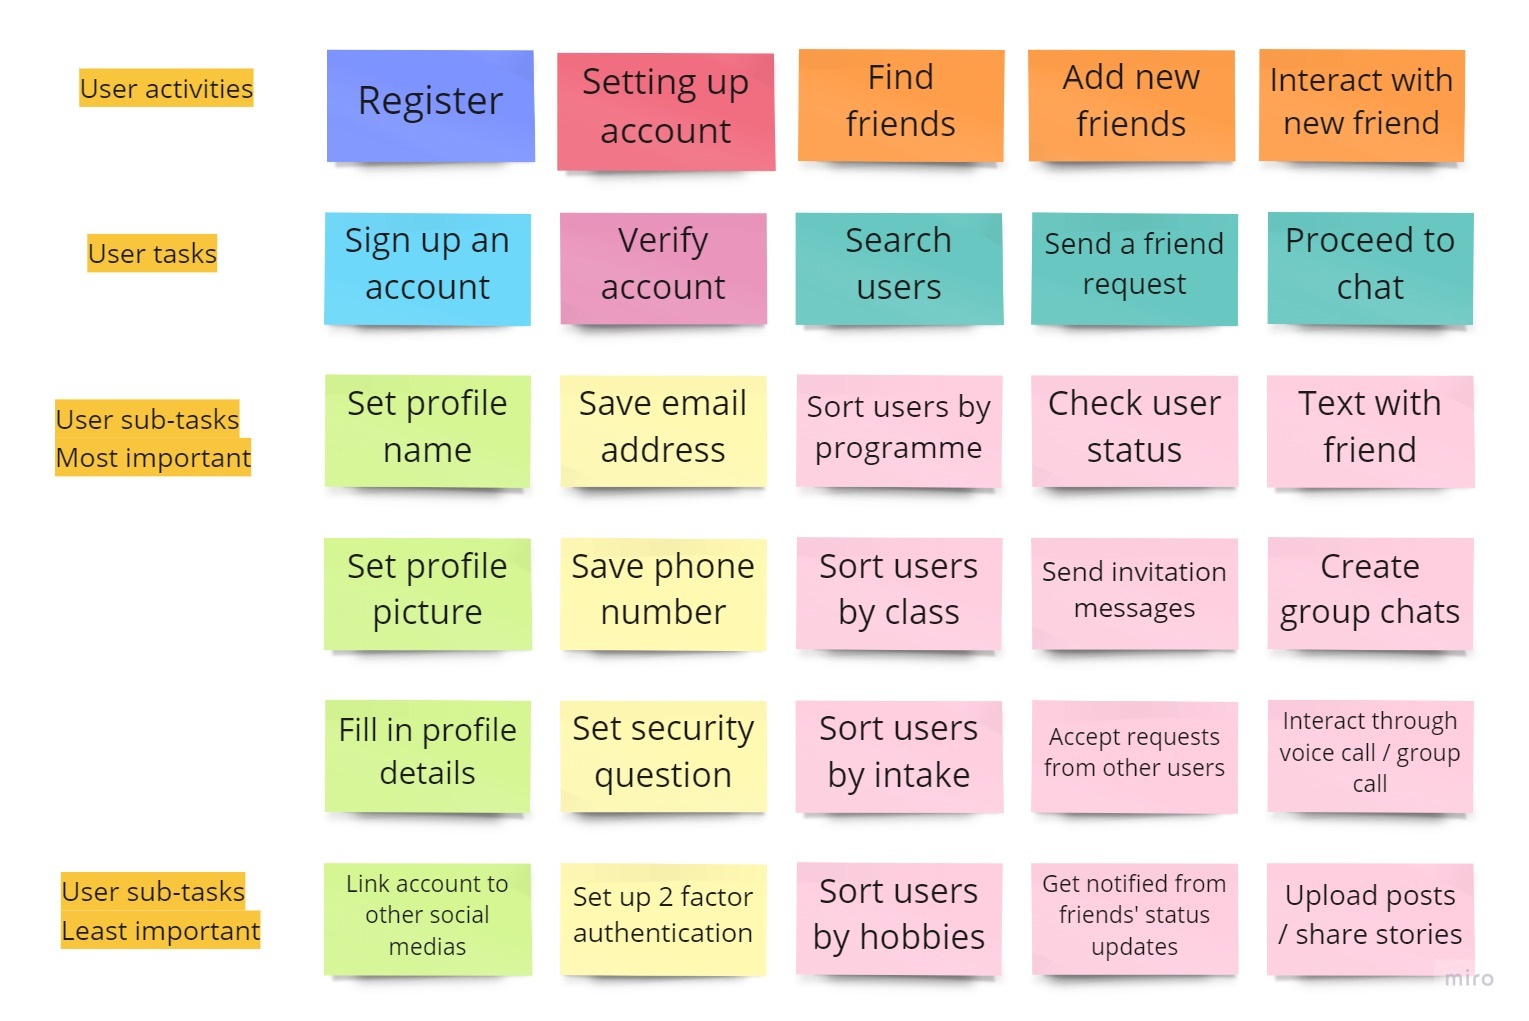 User activities
Register
Setting up
account
Find
friends
Add new
friends
Interact with
new friend
User tasks
Sign up an
account
Verify
account
Search
users
Send a friend
request
Proceed to
chat
User sub-tasks
Most important
Set profile
name
Save email
address
Sort users by
programme
Check user
status
Text with
friend
Set profile
picture
Save phone
number
Sort users
by class
Send invitation
messages
Create
group chats
Fill in profile
details
Set security
question
Sort users
by intake
Accept requests
from other users
Interact through
voice call / group
call
User sub-tasks
Least important
Link account to
other social
medias
Set up 2 factor
authentication
Sort users
by hobbies
Get notified from
friends' status
updates
Upload posts
/ share stories
miro